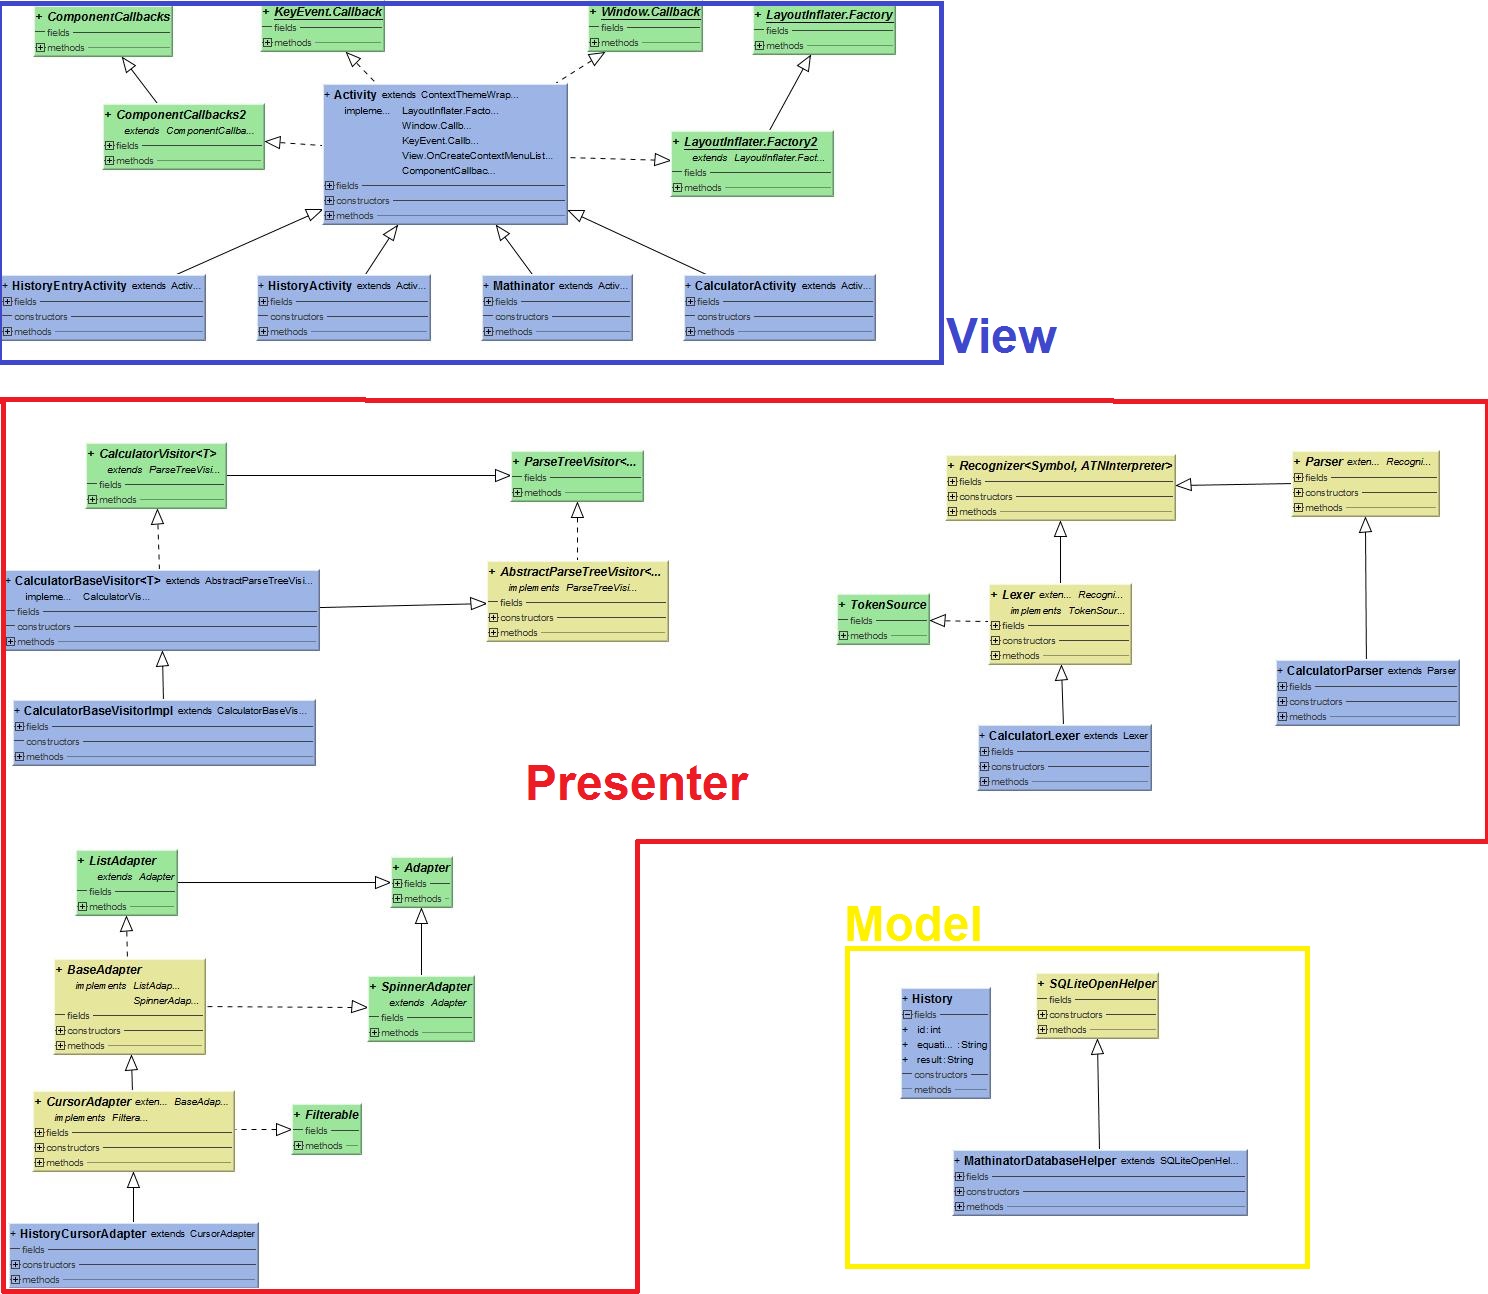 + ComponentCallbacks
fields
methods
+ KeyEvent.Callback
fields
methods
+ Window.Callback
fields
methods
+ LayoutInflater.Factory
fields
methods
+ ComponentCallbacks2
extends ComponentCallba...
fields
methods
+ Activity extends ContextThemeWrap...
impleme... LayoutInflater.Facto...
Window.Callb...
KeyEvent.Callb...
View.OnCreateContextMenuList...
ComponentCallbac...
fields
constructors
methods
+ LayoutInflater.Factory2
extends LayoutInflater.Fact...
fields
methods
+ HistoryEntryActivity extends Activ...
fields
constructors
methods
+ HistoryActivity extends Activ...
fields
constructors
methods
+ Mathinator extends Activ...
fields
constructors
methods
+ CalculatorActivity extends Activ...
fields
constructors
methods
View
+ CalculatorVisitor<T>
extends ParseTreeVisi...
fields
methods
+ ParseTreeVisitor<...
fields
methods
+ Recognizer<Symbol, ATNInterpreter>
fields
constructors
methods
+ Parser exten... Recogni...
fields
constructors
methods
+ CalculatorBaseVisitor<T> extends AbstractParseTreeVisi...
impleme... CalculatorVis...
fields
constructors
methods
+ AbstractParseTreeVisitor<...
implements ParseTreeVisi...
fields
constructors
methods
+ TokenSource
fields
methods
+ Lexer exten... Recogni...
implements TokenSour...
fields
constructors
methods
+ CalculatorParser extends Parser
fields
constructors
methods
+ CalculatorBaseVisitorImpl extends CalculatorBaseVis...
fields
constructors
methods
+ CalculatorLexer extends Lexer
fields
constructors
methods
Presenter
+ ListAdapter
extends Adapter
fields
methods
+ Adapter
fields
methods
+ BaseAdapter
implements ListAdap...
SpinnerAdap...
fields
constructors
methods
+ SpinnerAdapter
extends Adapter
fields
methods
+ CursorAdapter exten... BaseAdap...
implements Filtera...
fields
constructors
methods
+ Filterable
fields
methods
+ HistoryCursorAdapter extends CursorAdapter
fields
constructors
methods
Model
+ History
fields
+ id : int
+ equati... : String
+ result : String
constructors
methods
+ SQLiteOpenHelper
fields
constructors
methods
+ MathinatorDatabaseHelper extends SQLiteOpenHel...
fields
constructors
methods